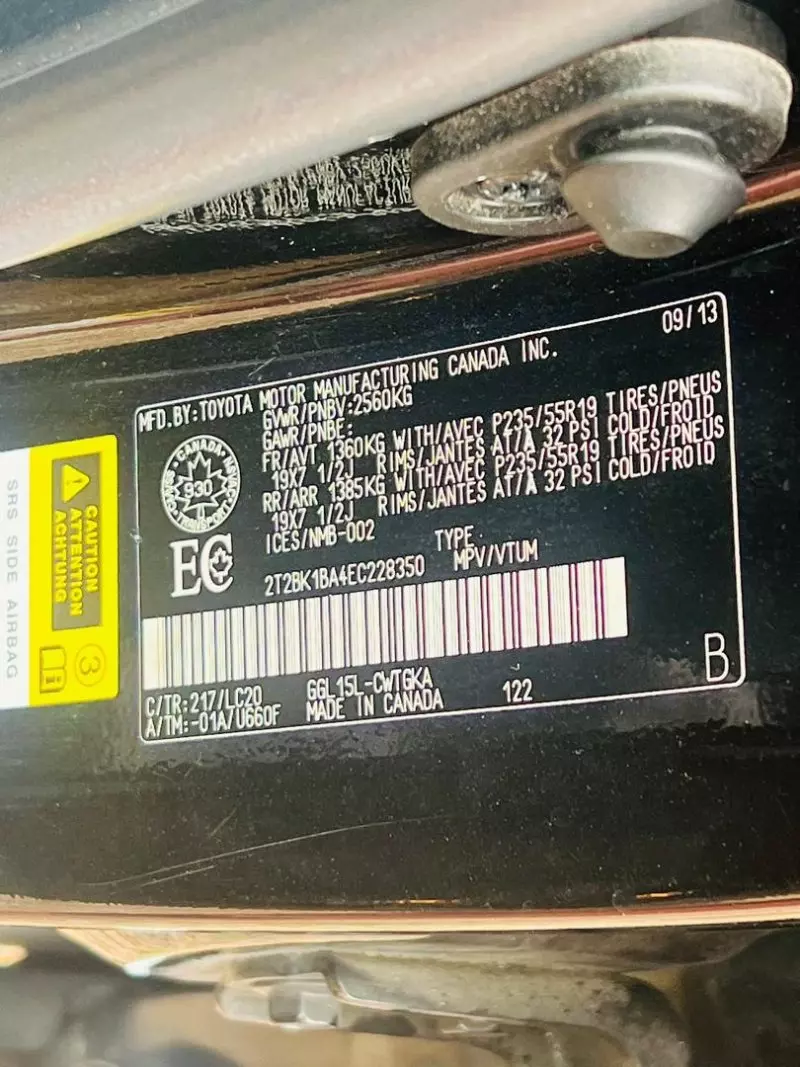 09/13
MFD.BY:TOYOTA MOTOR MANUFACTURING CANADA INC.
GVWR/PNBV:2560KG
GAWR/PNBE:
FR/AVT 1360KG WITH/AVEC P235/55R19 TIRES/PNEUS
19X7 1/2J RIMS/JANTES AT/A 32 PSI COLD/FROID
RR/ARR 1385KG WITH/AVEC P235/55R19 TIRES/PNEUS
19X7 1/2J RIMS/JANTES AT/A 32 PSI COLD/FROID
ICES/NMB-002
TYPE
MPV/VTUM
CANADA
930
TRANSPORT
EC
2T2BK1BA4EC228350
C/TR:217/LC20
A/TM:-01A/U660F
GGL15L-CWTGKA
MADE IN CANADA
122
B
CAUTION
ATTENTION
ACHTUNG
3
SRS SIDE AIRBAG